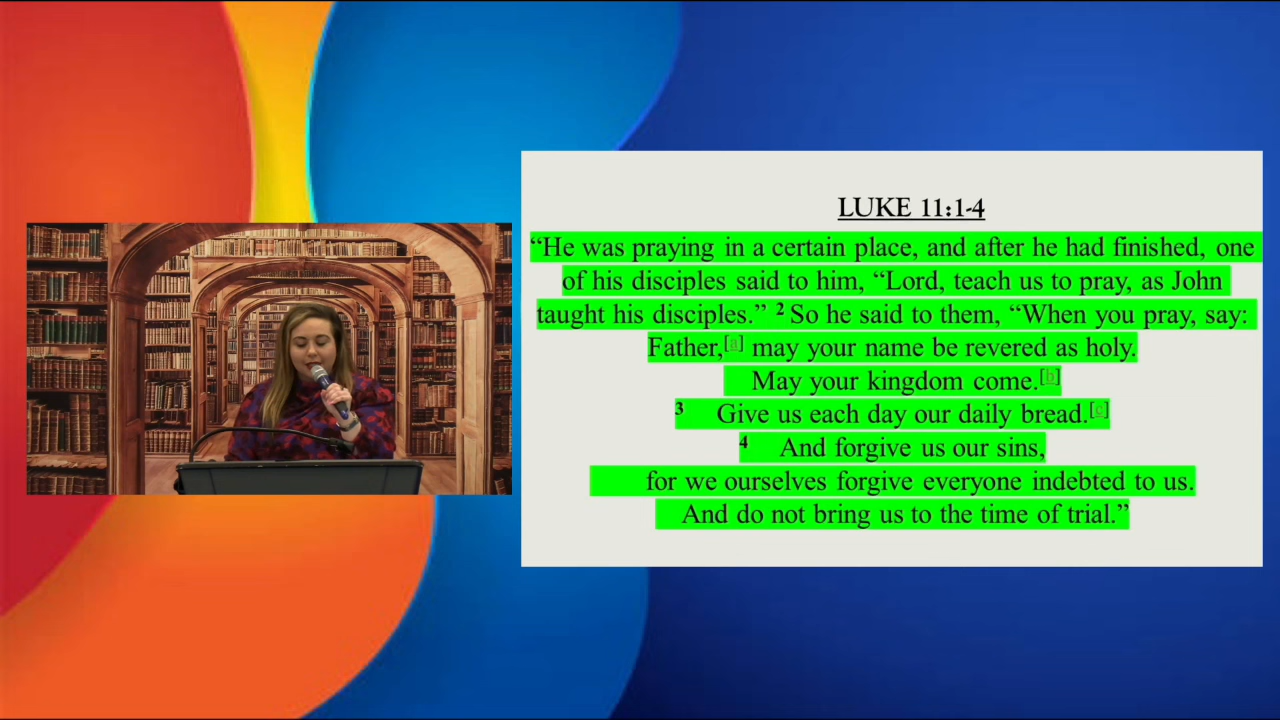 LUKE 11:1-4
“He was praying in a certain place, and after he had finished, one
of his disciples said to him, “Lord, teach us to pray, as John
taught his disciples.” ² So he said to them, “When you pray, say:
Father,[a] may your name be revered as holy.
May your kingdom come.[b]
³ Give us each day our daily bread.[c]
⁴ And forgive us our sins,
for we ourselves forgive everyone indebted to us.
And do not bring us to the time of trial.”